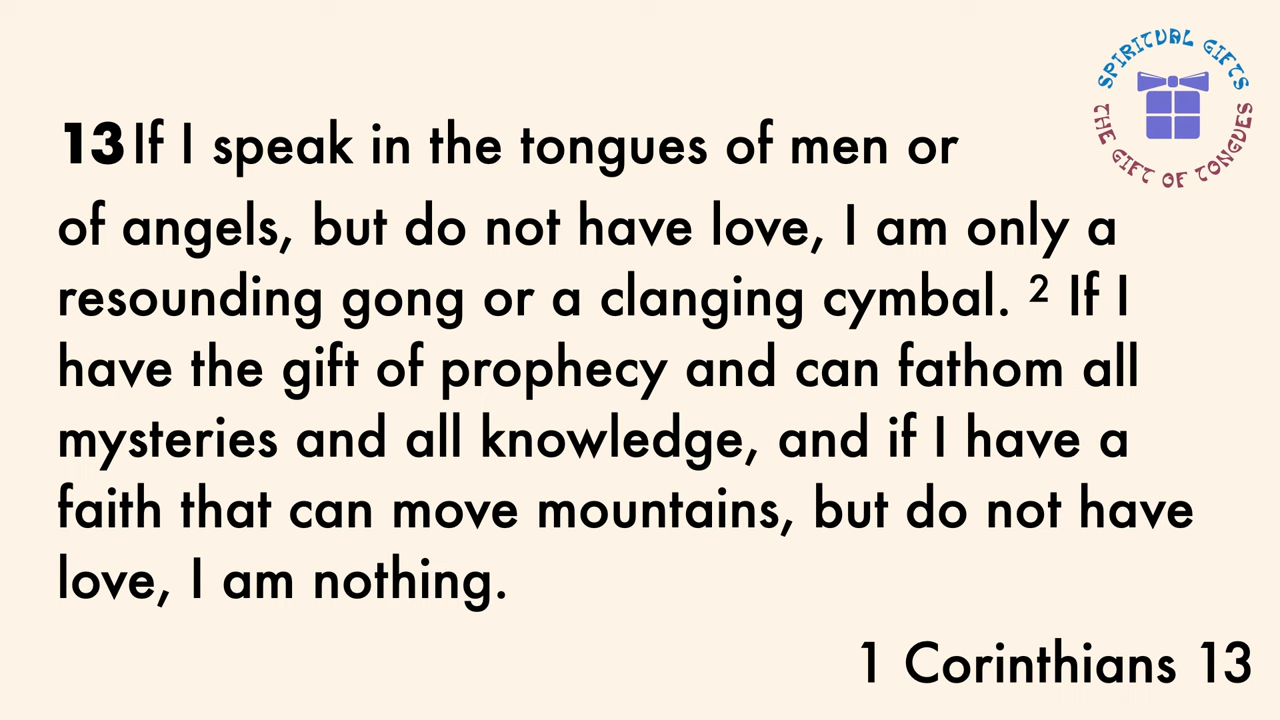 SPIRITUAL GIFTS
THE GIFT OF TONGUES
13 If I speak in the tongues of men or
of angels, but do not have love, I am only a
resounding gong or a clanging cymbal. ² If I
have the gift of prophecy and can fathom all
mysteries and all knowledge, and if I have a
faith that can move mountains, but do not have
love, I am nothing.
1 Corinthians 13